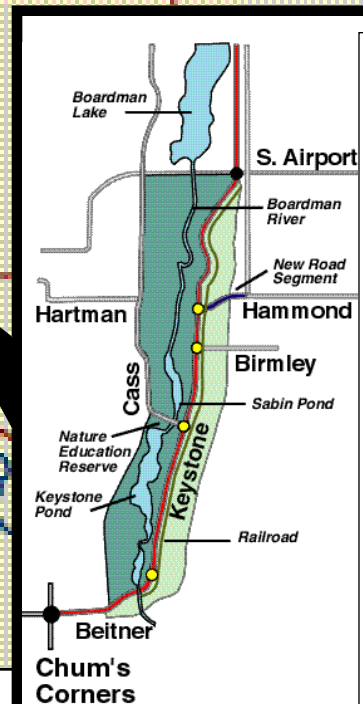 Boardman
Lake
S. Airport
Boardman
River
New Road
Segment
Hartman
Hammond
Birmley
Cass
Sabin Pond
Nature
Education
Reserve
Keystone
Keystone
Pond
Railroad
Beitner
Chum's
Corners